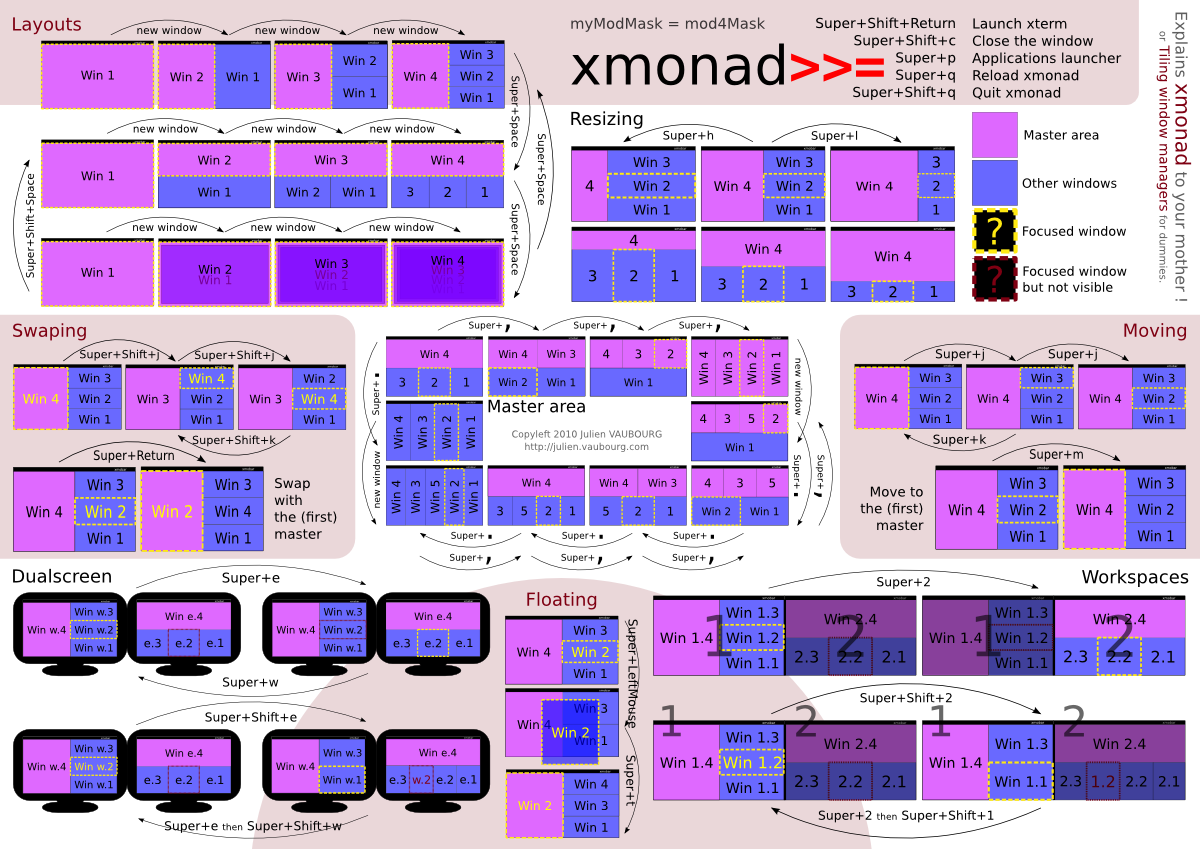 Layouts
new window
new window
new window
Win 1
Win 2
Win 1
Win 3
Win 2
Win 1
Win 4
Win 3
Win 2
Win 1
Super+Space
Super+Space
new window
new window
new window
Win 1
Win 2
Win 1
Win 3
Win 2
Win 1
Win 4
3
2
1
Super+Shift+Space
Super+Space
new window
new window
new window
Win 1
Win 2
Win 1
Win 3
Win 2
Win 1
Win 4
Win 3
Win 2
Win 1
myModMask = mod4Mask
xmonad>>=
Super+Shift+Return Launch xterm
Super+Shift+c Close the window
Super+p Applications launcher
Super+q Reload xmonad
Super+Shift+q Quit xmonad
Explains xmonad to your mother !
or Tilling window managers for dummies.
Resizing
Super+h
Super+l
4
Win 3
Win 2
Win 1
Win 4
Win 3
Win 2
Win 1
Win 4
3
2
1
4
3
2
1
Win 4
3
2
1
Win 4
3
2
1
Master area
Other windows
?
Focused window
?
Focused window
but not visible
Swaping
Super+Shift+j
Super+Shift+j
Win 4
Win 3
Win 2
Win 1
Win 3
Win 4
Win 2
Win 1
Win 3
Win 2
Win 4
Win 1
Super+Shift+k
Super+Return
Win 4
Win 3
Win 2
Win 1
Win 2
Win 3
Win 4
Win 1
Swap
with
the (first)
master
Super+,
Super+,
Super+,
Win 4
3
2
1
Win 4
Win 3
Win 2
Win 1
4
3
2
Win 1
Win 4
Win 3
Win 2
Win 1
Super+.
new window
new window
Super+.
Super+,
Master area
Copyleft 2010 Julien VAUBOURG
http://julien.vaubourg.com
Win 4
Win 3
Win 2
Win 1
4
3
5
2
Win 1
Win 4
Win 3
Win 5
Win 2
Win 1
Win 4
3
5
2
1
Win 4
Win 3
5
2
1
4
3
5
Win 2
Win 1
Super+.
Super+.
Super+.
Super+,
Super+,
Super+,
Moving
Super+j
Super+j
Win 4
Win 3
Win 2
Win 1
Win 4
Win 3
Win 2
Win 1
Win 4
Win 3
Win 2
Win 1
Super+k
Super+m
Move to
the (first)
master
Win 4
Win 3
Win 2
Win 1
Win 4
Win 3
Win 2
Win 1
Dualscreen
Super+e
Win w.4
Win w.3
Win w.2
Win w.1
Win e.4
e.3
e.2
e.1
Win w.4
Win w.3
Win w.2
Win w.1
Win e.4
e.3
e.2
e.1
Super+w
Super+Shift+e
Win w.4
Win w.3
Win w.2
Win w.1
Win e.4
e.3
e.2
e.1
Win w.4
Win w.3
Win w.1
Win e.4
e.3
w.2
e.2
e.1
Super+e then Super+Shift+w
Floating
Win 4
Win 3
Win 2
Win 1
Super+LeftMouse
Win 4
Win 3
Win 2
Win 1
Super+t
Win 2
Win 4
Win 3
Win 1
Workspaces
Super+2
1
Win 1.4
Win 1.3
Win 1.2
Win 1.1
2
Win 2.4
2.3
2.2
2.1
1
Win 1.4
Win 1.3
Win 1.2
Win 1.1
2
Win 2.4
2.3
2.2
2.1
Super+Shift+2
1
Win 1.4
Win 1.3
Win 1.2
Win 1.1
2
Win 2.4
2.3
2.2
2.1
1
Win 1.4
Win 1.3
Win 1.1
2
Win 2.4
2.3
1.2
2.2
2.1
Super+2 then Super+Shift+1